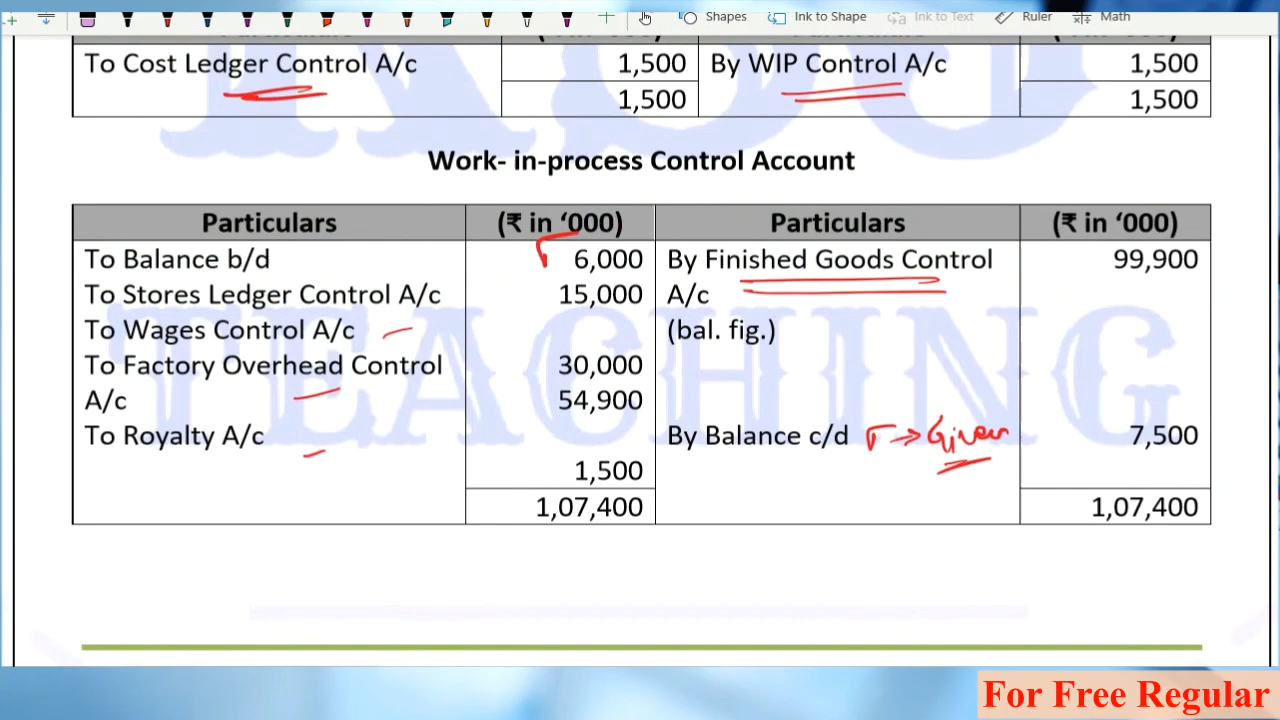 Shapes Ink to Shape Ink to Text Ruler Math
To Cost Ledger Control A/c 1,500 By WIP Control A/c 1,500
1,500 1,500
Work- in-process Control Account
Particulars (₹ in ‘000) Particulars (₹ in ‘000)
To Balance b/d 6,000 By Finished Goods Control 99,900
To Stores Ledger Control A/c 15,000 A/c
To Wages Control A/c (bal. fig.)
To Factory Overhead Control 30,000
A/c 54,900
To Royalty A/c By Balance c/d → Given 7,500
1,500
1,07,400 1,07,400
TEACHING
For Free Regular